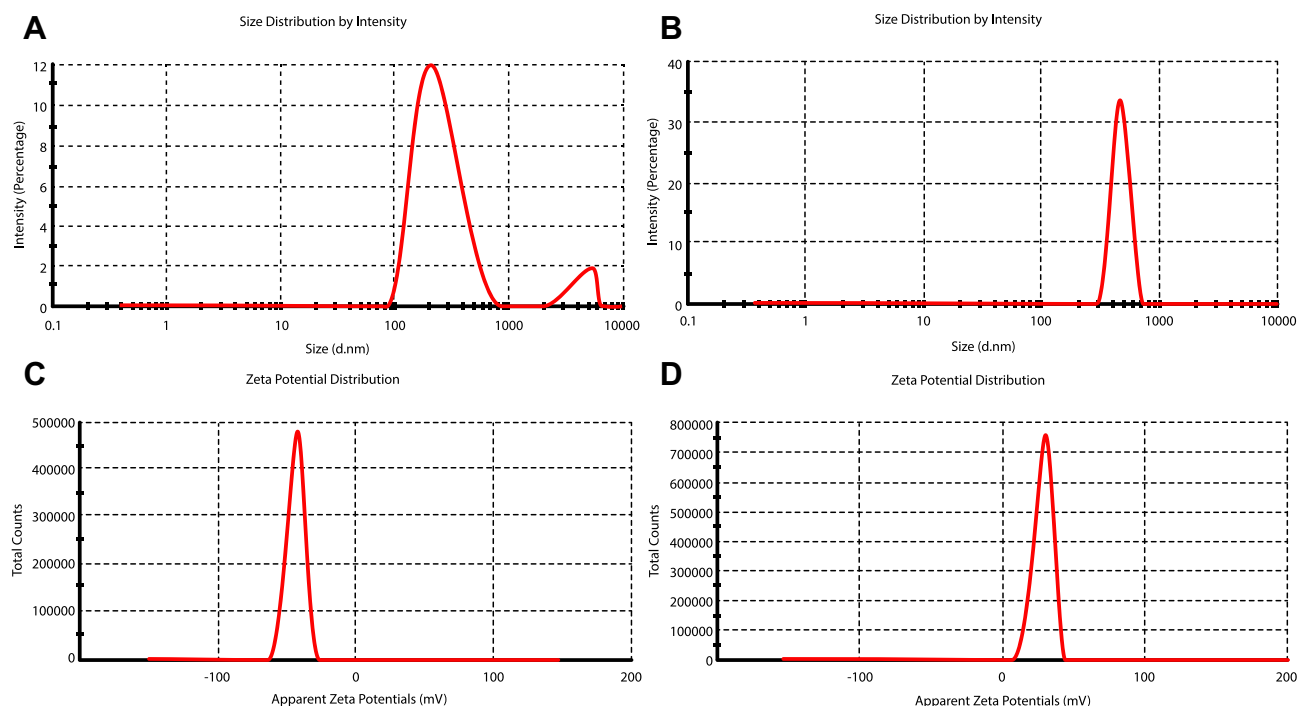 A
Size Distribution by Intensity
Intensity (Percentage)
12
10
8
6
4
2
0
0.1 1 10 100 1000 10000
Size (d.nm)
B
Size Distribution by Intensity
Intensity (Percentage)
40
30
20
10
0
0.1 1 10 100 1000 10000
Size (d.nm)
C
Zeta Potential Distribution
Total Counts
500000
400000
300000
200000
100000
0
-100 0 100 200
Apparent Zeta Potentials (mV)
D
Zeta Potential Distribution
Total Counts
800000
700000
600000
500000
400000
300000
200000
100000
0
-100 0 100 200
Apparent Zeta Potentials (mV)